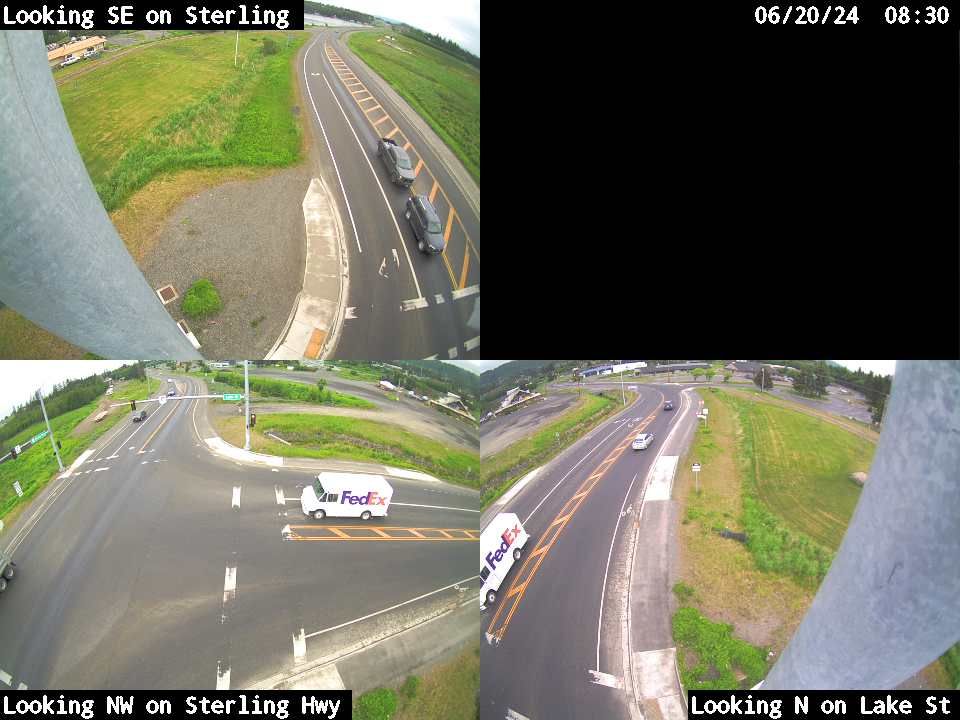 Looking SE on Sterling
06/20/24 08:30
FedEx
FedEx
Looking NW on Sterling Hwy
Looking N on Lake St